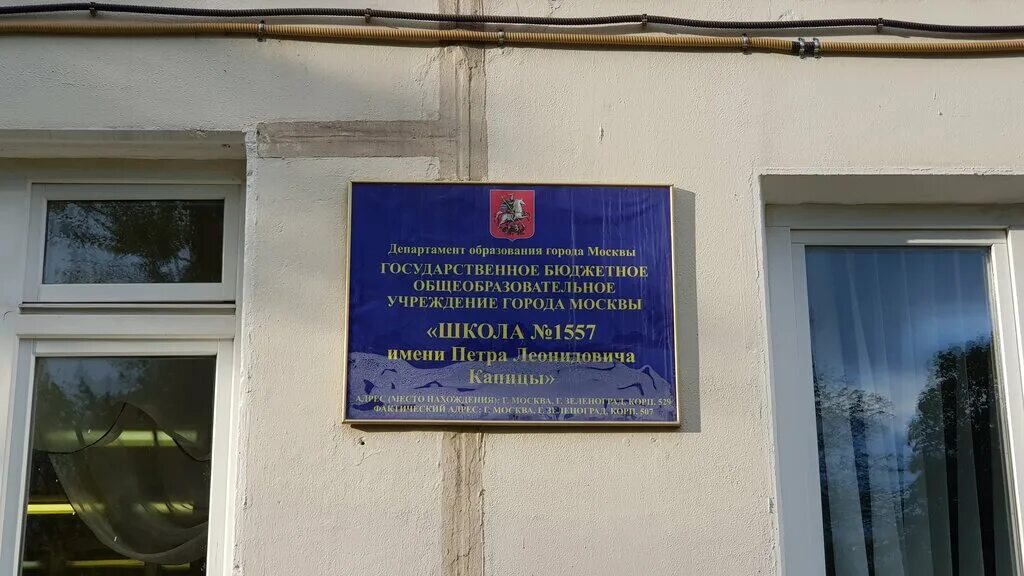 Департамент образования города Москвы
ГОСУДАРСТВЕННОЕ БЮДЖЕТНОЕ
ОБЩЕОБРАЗОВАТЕЛЬНОЕ
УЧРЕЖДЕНИЕ ГОРОДА МОСКВЫ
«ШКОЛА №1557
имени Петра Леонидовича
Капицы»
АДРЕС (МЕСТО НАХОЖДЕНИЯ): Г. МОСКВА, Г. ЗЕЛЕНОГРАД, КОРП. 529
ФАКТИЧЕСКИЙ АДРЕС: Г. МОСКВА, Г. ЗЕЛЕНОГРАД, КОРП. 507